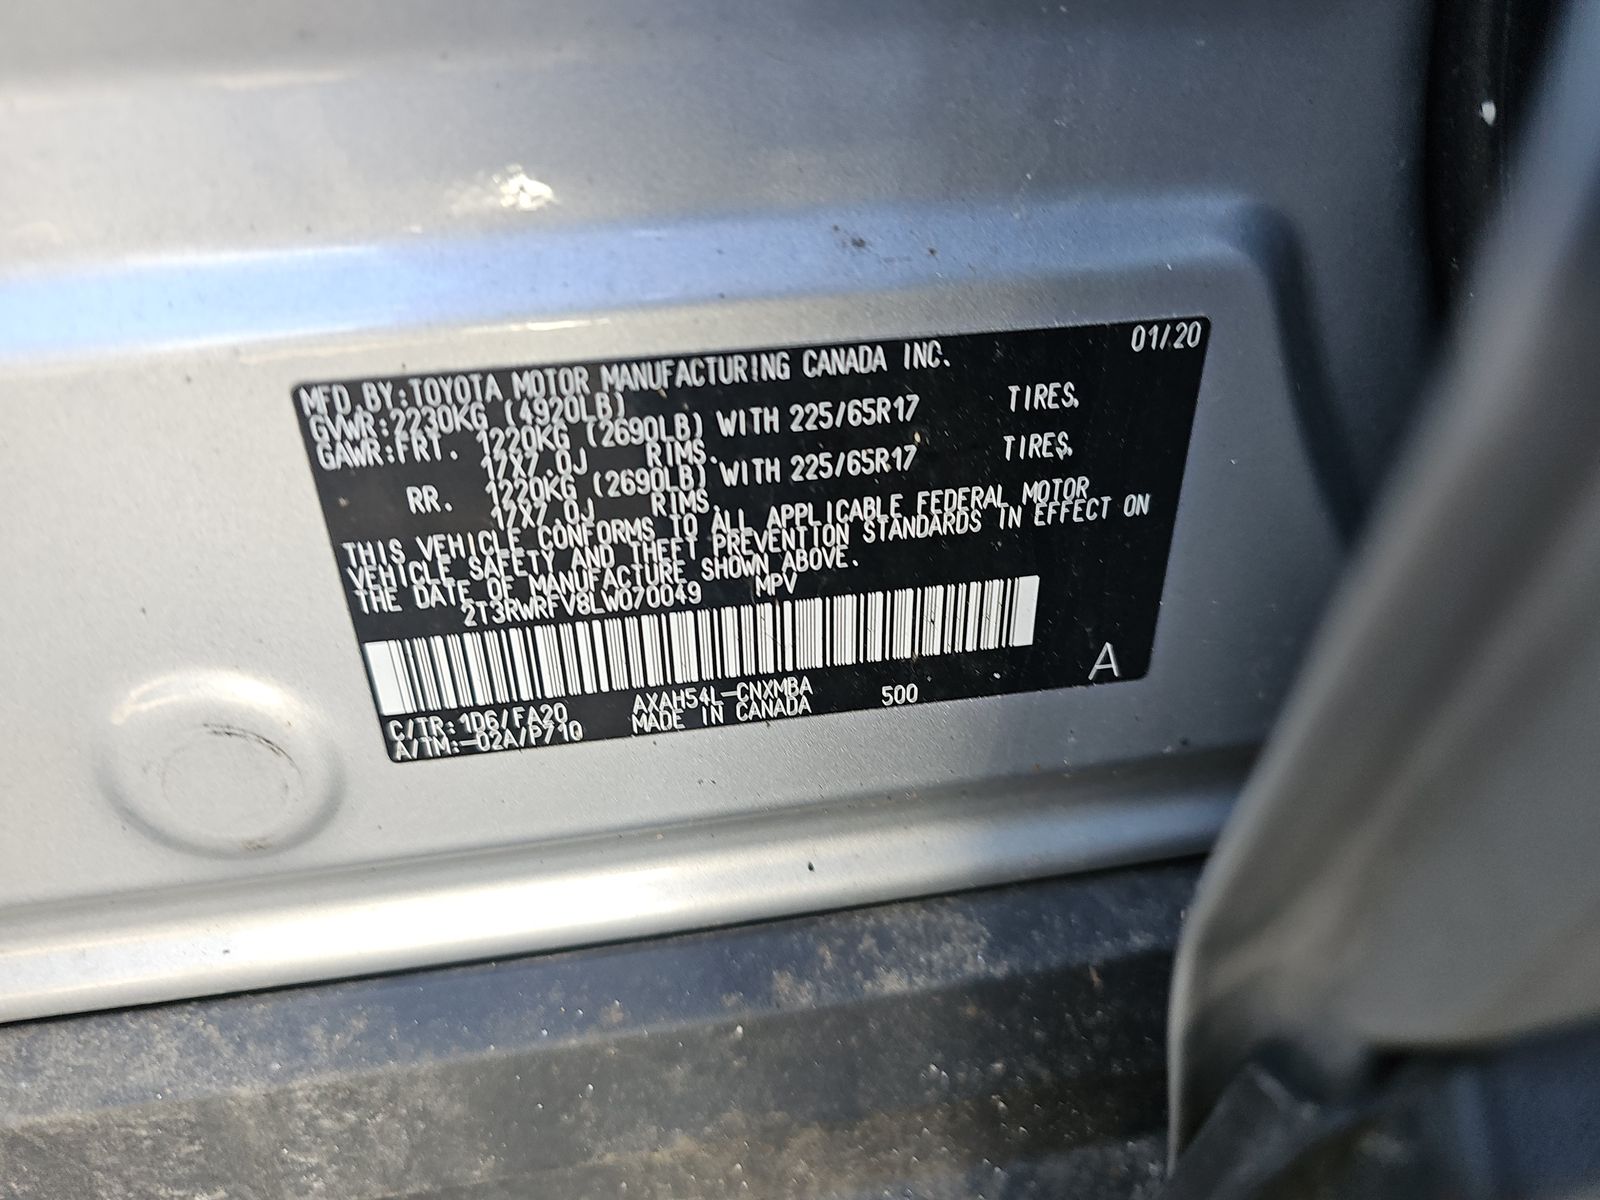 MFD.BY:TOYOTA MOTOR MANUFACTURING CANADA INC. 01/20
GVWR:2230KG (4920LB)
GAWR:FRT. 1220KG (2690LB) WITH 225/65R17 TIRES,
17X7.0J RIMS.
RR. 1220KG (2690LB) WITH 225/65R17 TIRES,
17X7.0J RIMS.
THIS VEHICLE CONFORMS TO ALL APPLICABLE FEDERAL MOTOR
VEHICLE SAFETY AND THEFT PREVENTION STANDARDS IN EFFECT ON
THE DATE OF MANUFACTURE SHOWN ABOVE.
2T3RWRFV8LW070049 MPV
C/TR:1D6/FA20 AXAH54L-CNXMBA 500 A
A/TM:-02A/P710 MADE IN CANADA